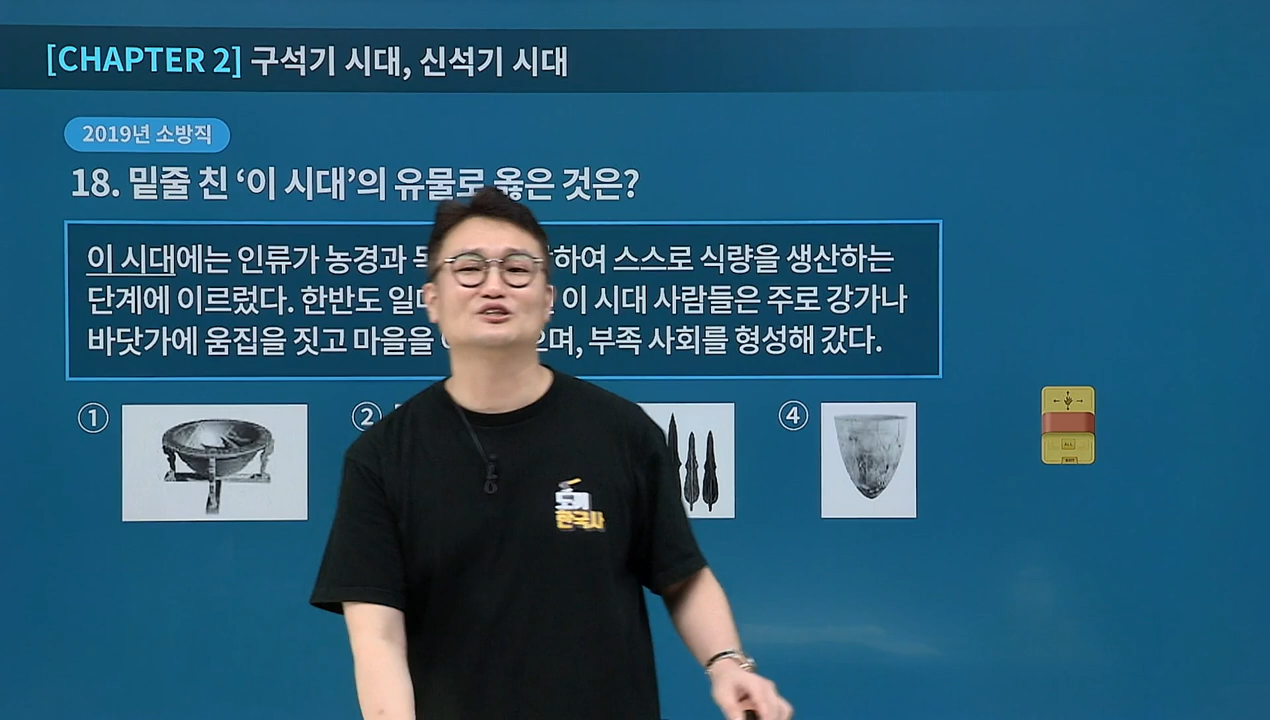 [CHAPTER 2] 구석기 시대, 신석기 시대
2019년 소방직
18. 밑줄 친 ‘이 시대’의 유물로 옳은 것은?
이 시대에는 인류가 농경과 하여 스스로 식량을 생산하는
단계에 이르렀다. 한반도 이 시대 사람들은 주로 강가나
바닷가에 움집을 짓고 마을을 며, 부족 사회를 형성해 갔다.
① ② ④
ALL
한국사